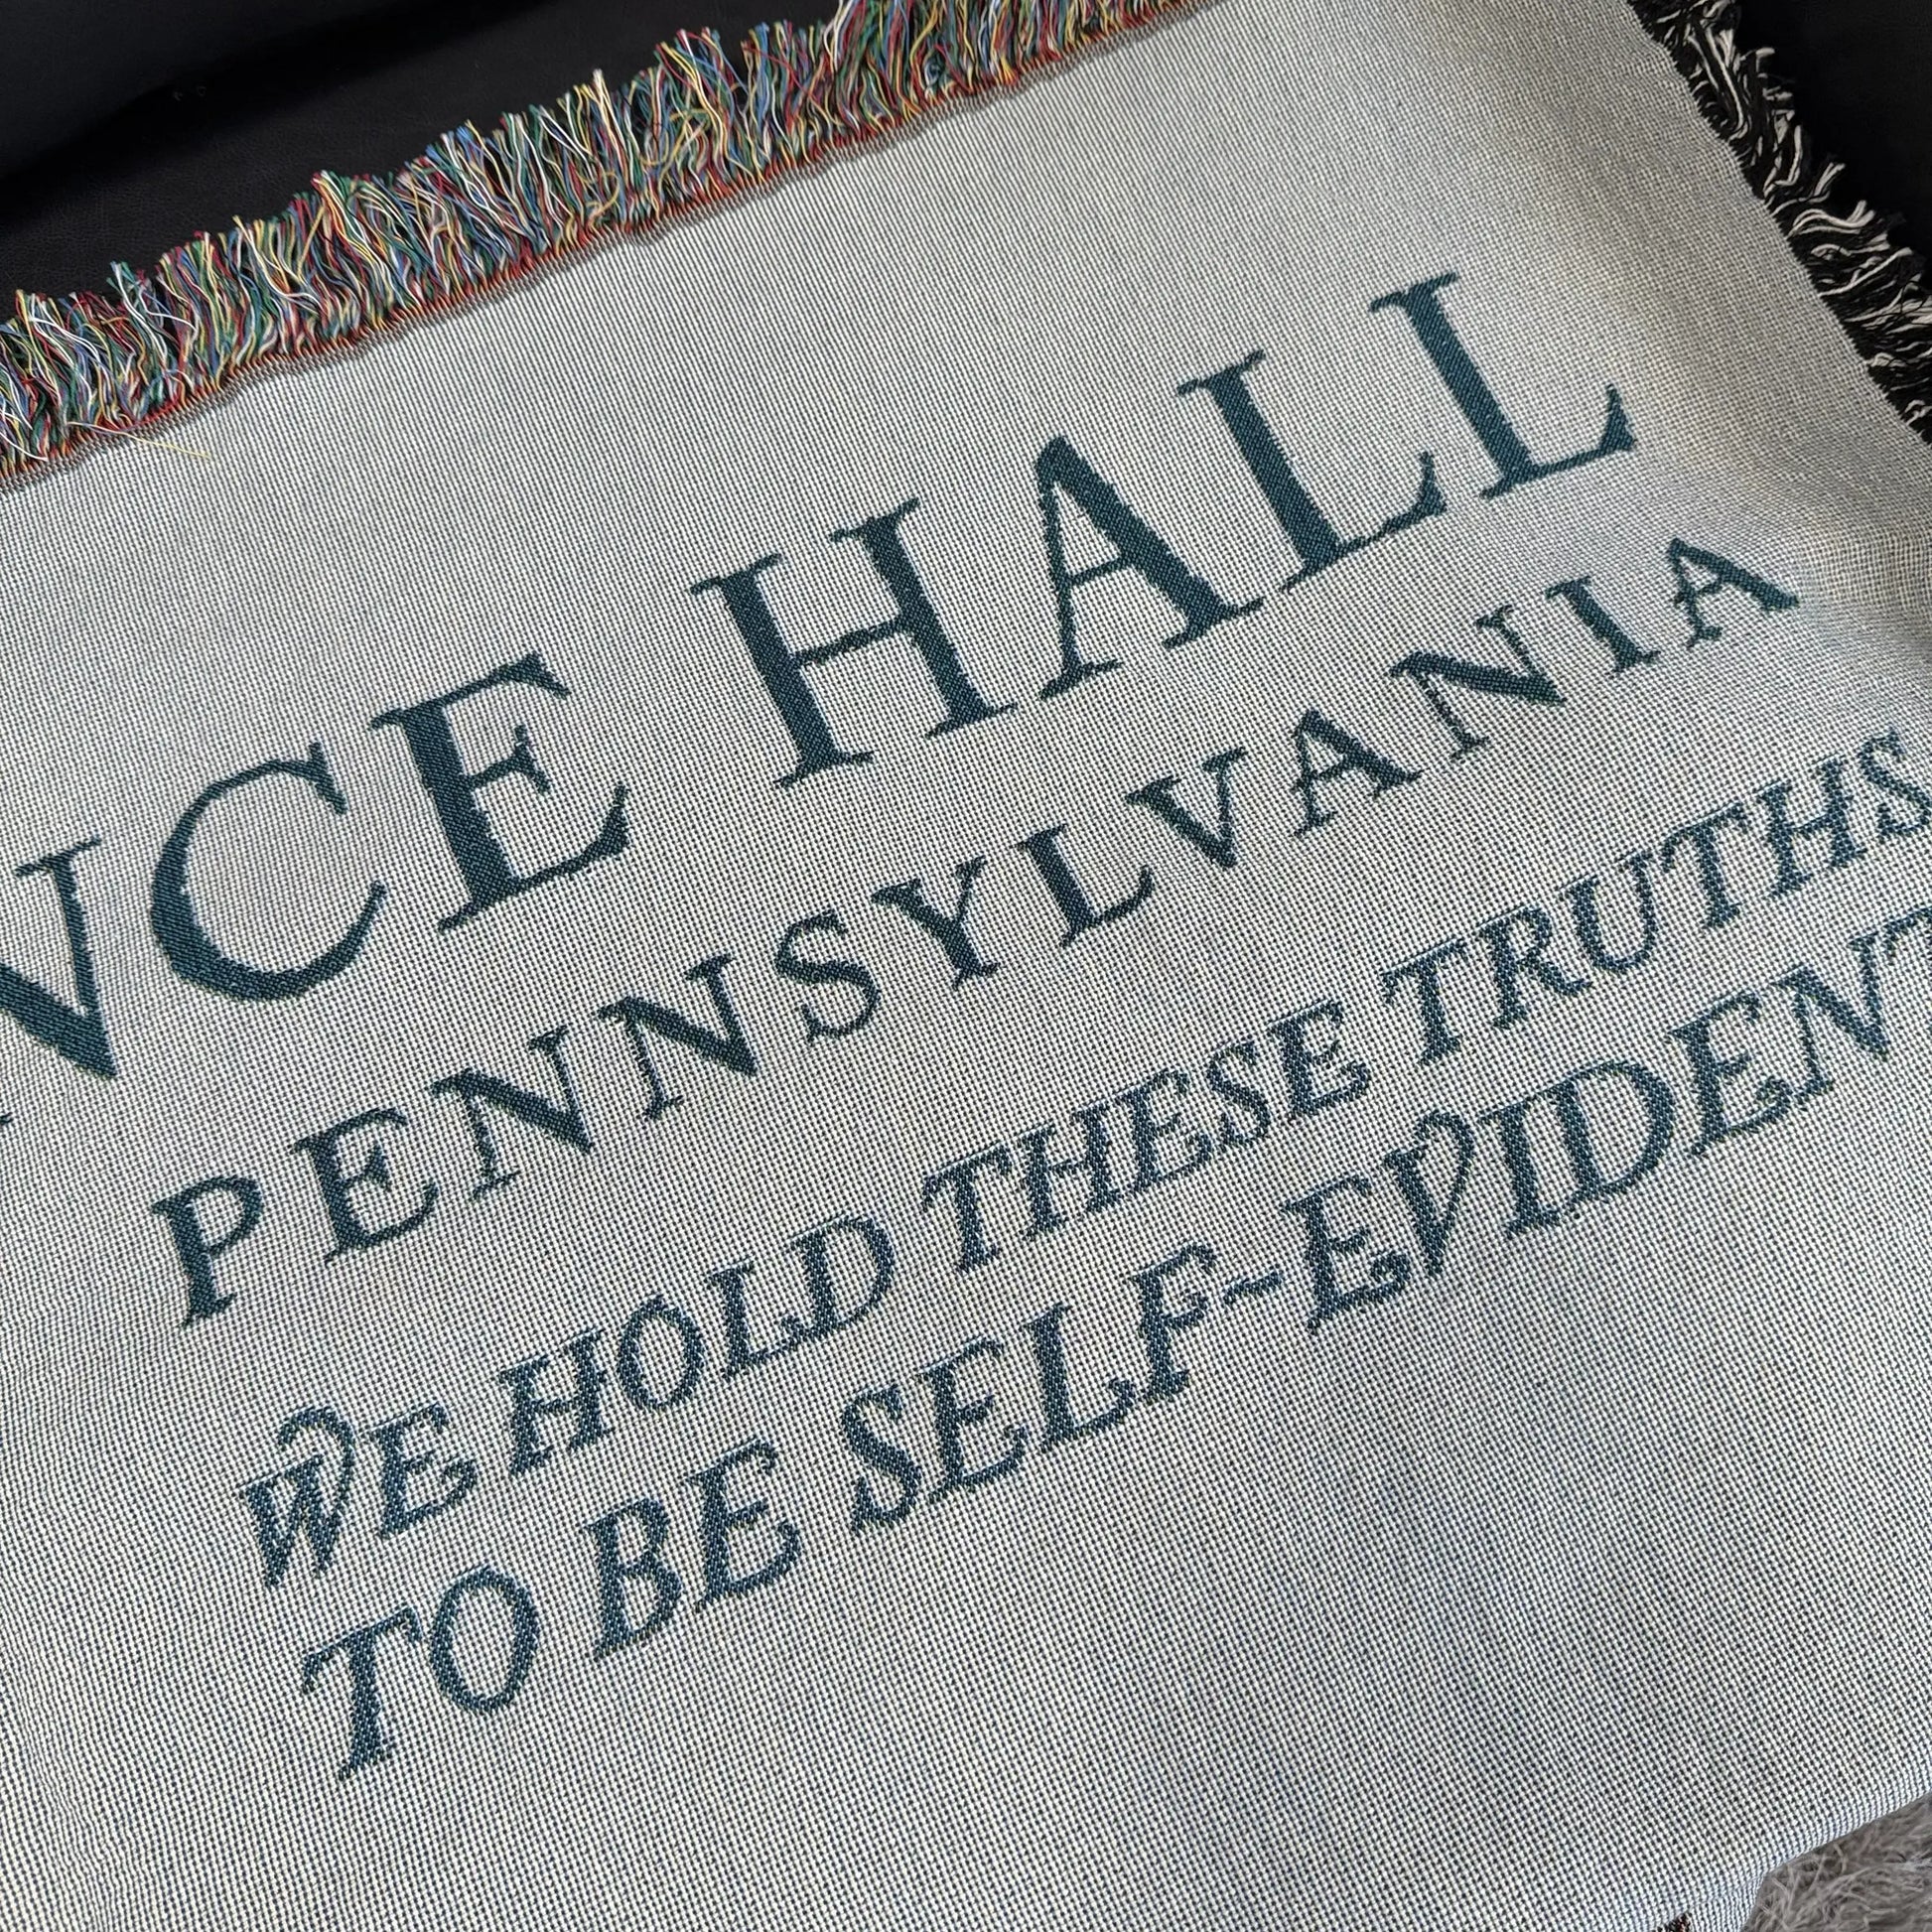 NCE HALL
PENNSYLVANIA
WE HOLD THESE TRUTHS
TO BE SELF-EVIDENT